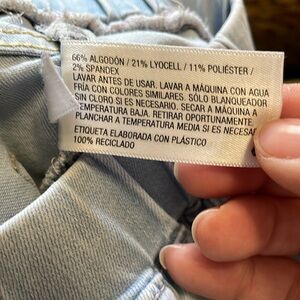 66% ALGODÓN / 21% LYOCELL / 11% POLIÉSTER /
2% SPANDEX
LAVAR ANTES DE USAR. LAVAR A MÁQUINA CON AGUA
FRÍA CON COLORES SIMILARES. SÓLO BLANQUEADOR
SIN CLORO SI ES NECESARIO. SECAR A MÁQUINA A
TEMPERATURA BAJA. RETIRAR OPORTUNAMENTE.
PLANCHAR A TEMPERATURA MEDIA SI ES NECESA
ETIQUETA ELABORADA CON PLÁSTICO
100% RECICLADO